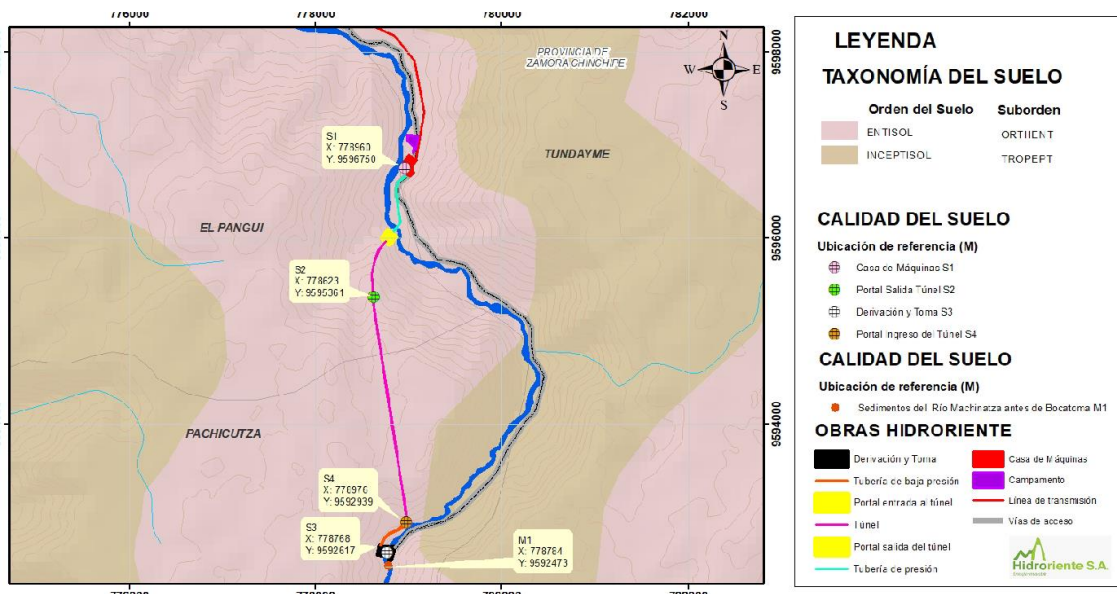 776000
778000
780000
782000
9598000
9596000
9594000
PROVINCIA DE
ZAMORA CHINCHIPE
N
W
E
S
S1
X: 778960
Y: 9596750
TUNDAYME
EL PANGUI
S2
X: 778623
Y: 9595361
PACHICUTZA
S4
X: 778976
Y: 9592939
S3
X: 778768
Y: 9592617
M1
X: 778784
Y: 9592473
LEYENDA
TAXONOMÍA DEL SUELO
Orden del Suelo
Suborden
ENTISOL
ORTHENT
INCEPTISOL
TROPEPT
CALIDAD DEL SUELO
Ubicación de referencia (M)
Casa de Máquinas S1
Portal Salida Túnel S2
Derivación y Toma S3
Portal Ingreso del Túnel S4
CALIDAD DEL SUELO
Ubicación de referencia (M)
Sedimentos del Río Machinatza antes de Bocatoma M1
OBRAS HIDRORIENTE
Derivación y Toma
Tubería de baja presión
Portal entrada al túnel
Túnel
Portal salida del túnel
Tubería de presión
Casa de Máquinas
Campamento
Línea de transmisión
Vías de acceso
Hidroriente S.A.